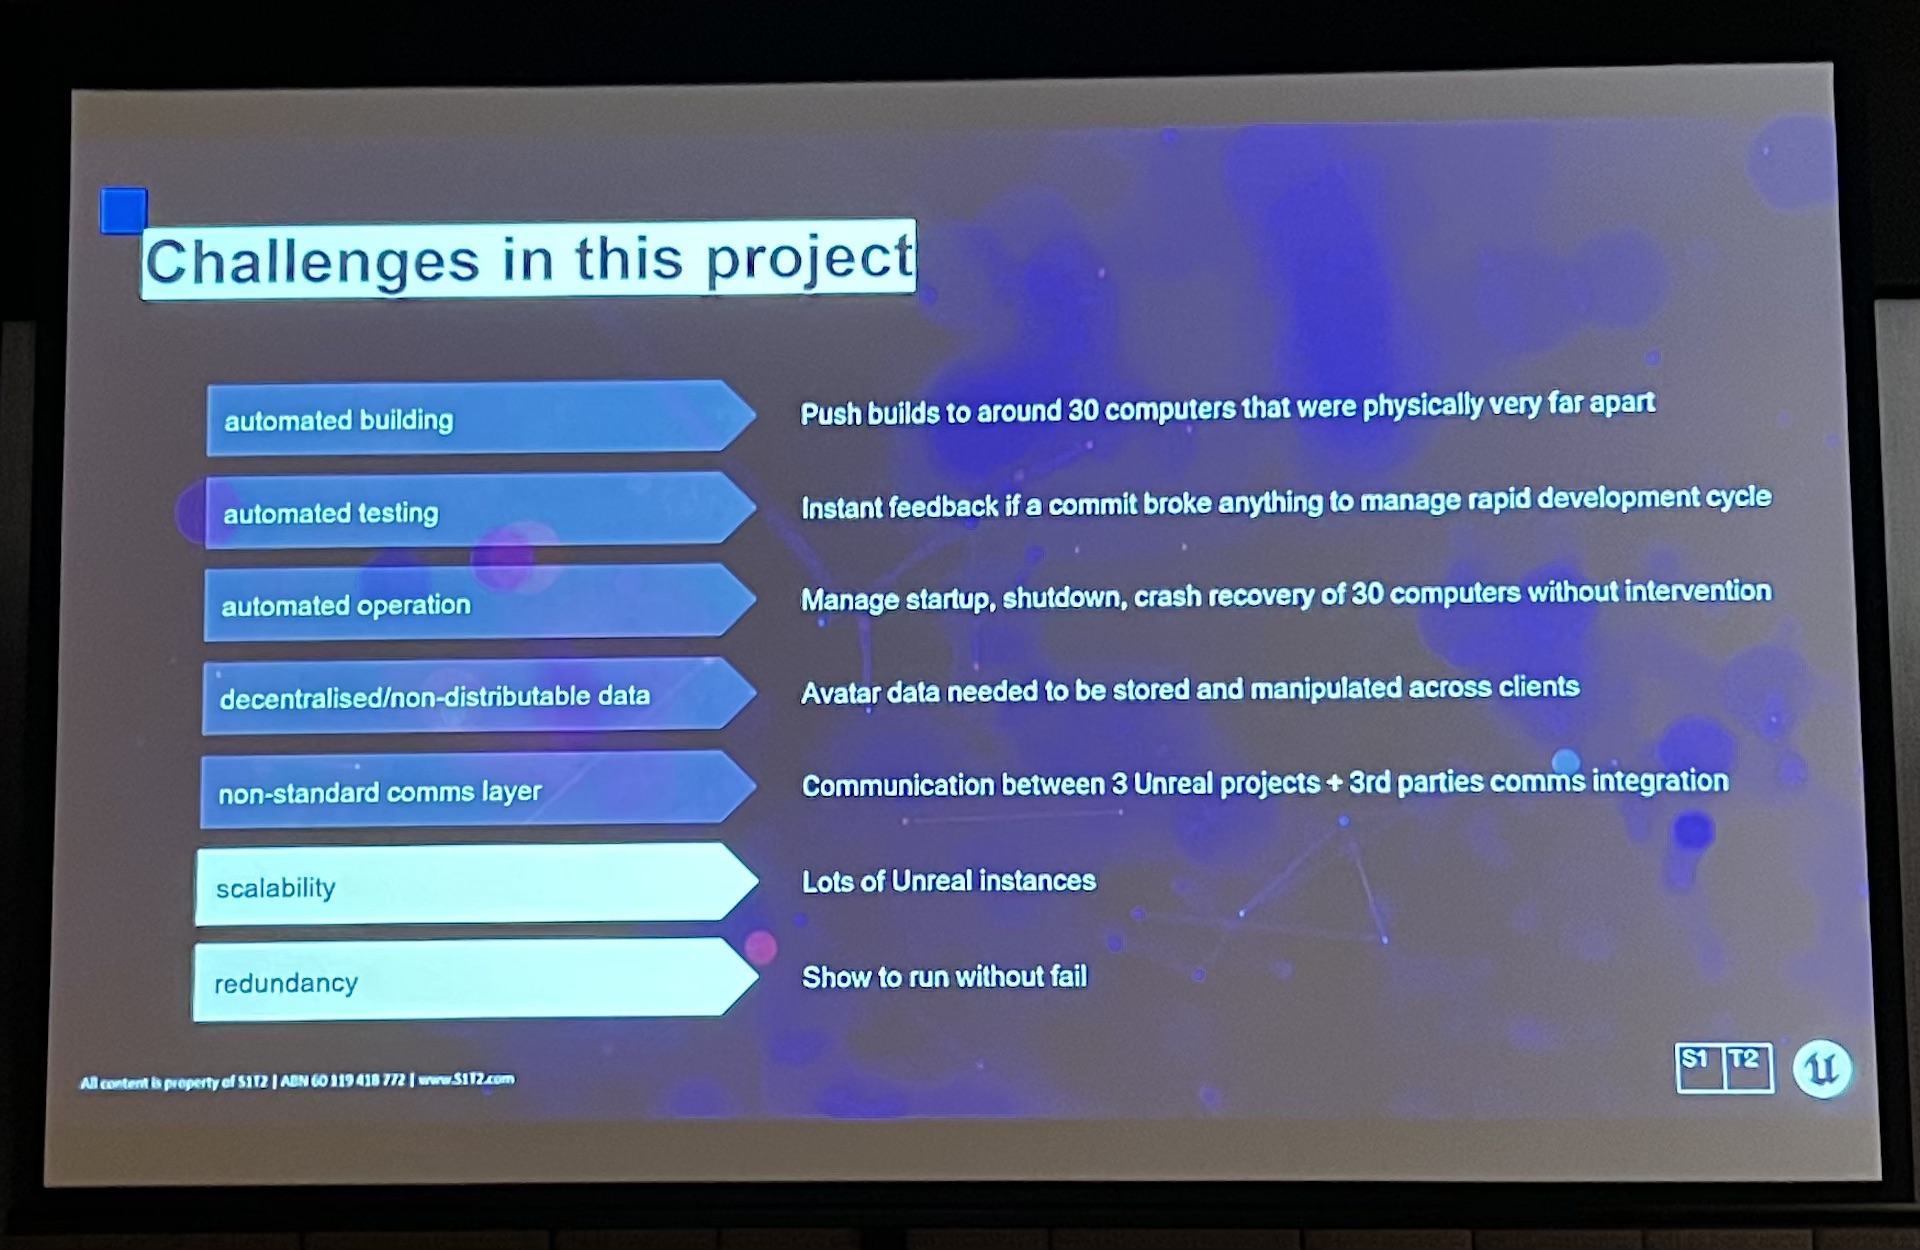 Challenges in this project
automated building
Push builds to around 30 computers that were physically very far apart
automated testing
Instant feedback if a commit broke anything to manage rapid development cycle
automated operation
Manage startup, shutdown, crash recovery of 30 computers without intervention
decentralised/non-distributable data
Avatar data needed to be stored and manipulated across clients
non-standard comms layer
Communication between 3 Unreal projects + 3rd parties comms integration
scalability
Lots of Unreal instances
redundancy
Show to run without fail
All content is property of S1T2 | ABN 60 119 418 772 | www.S1T2.com
S1 T2